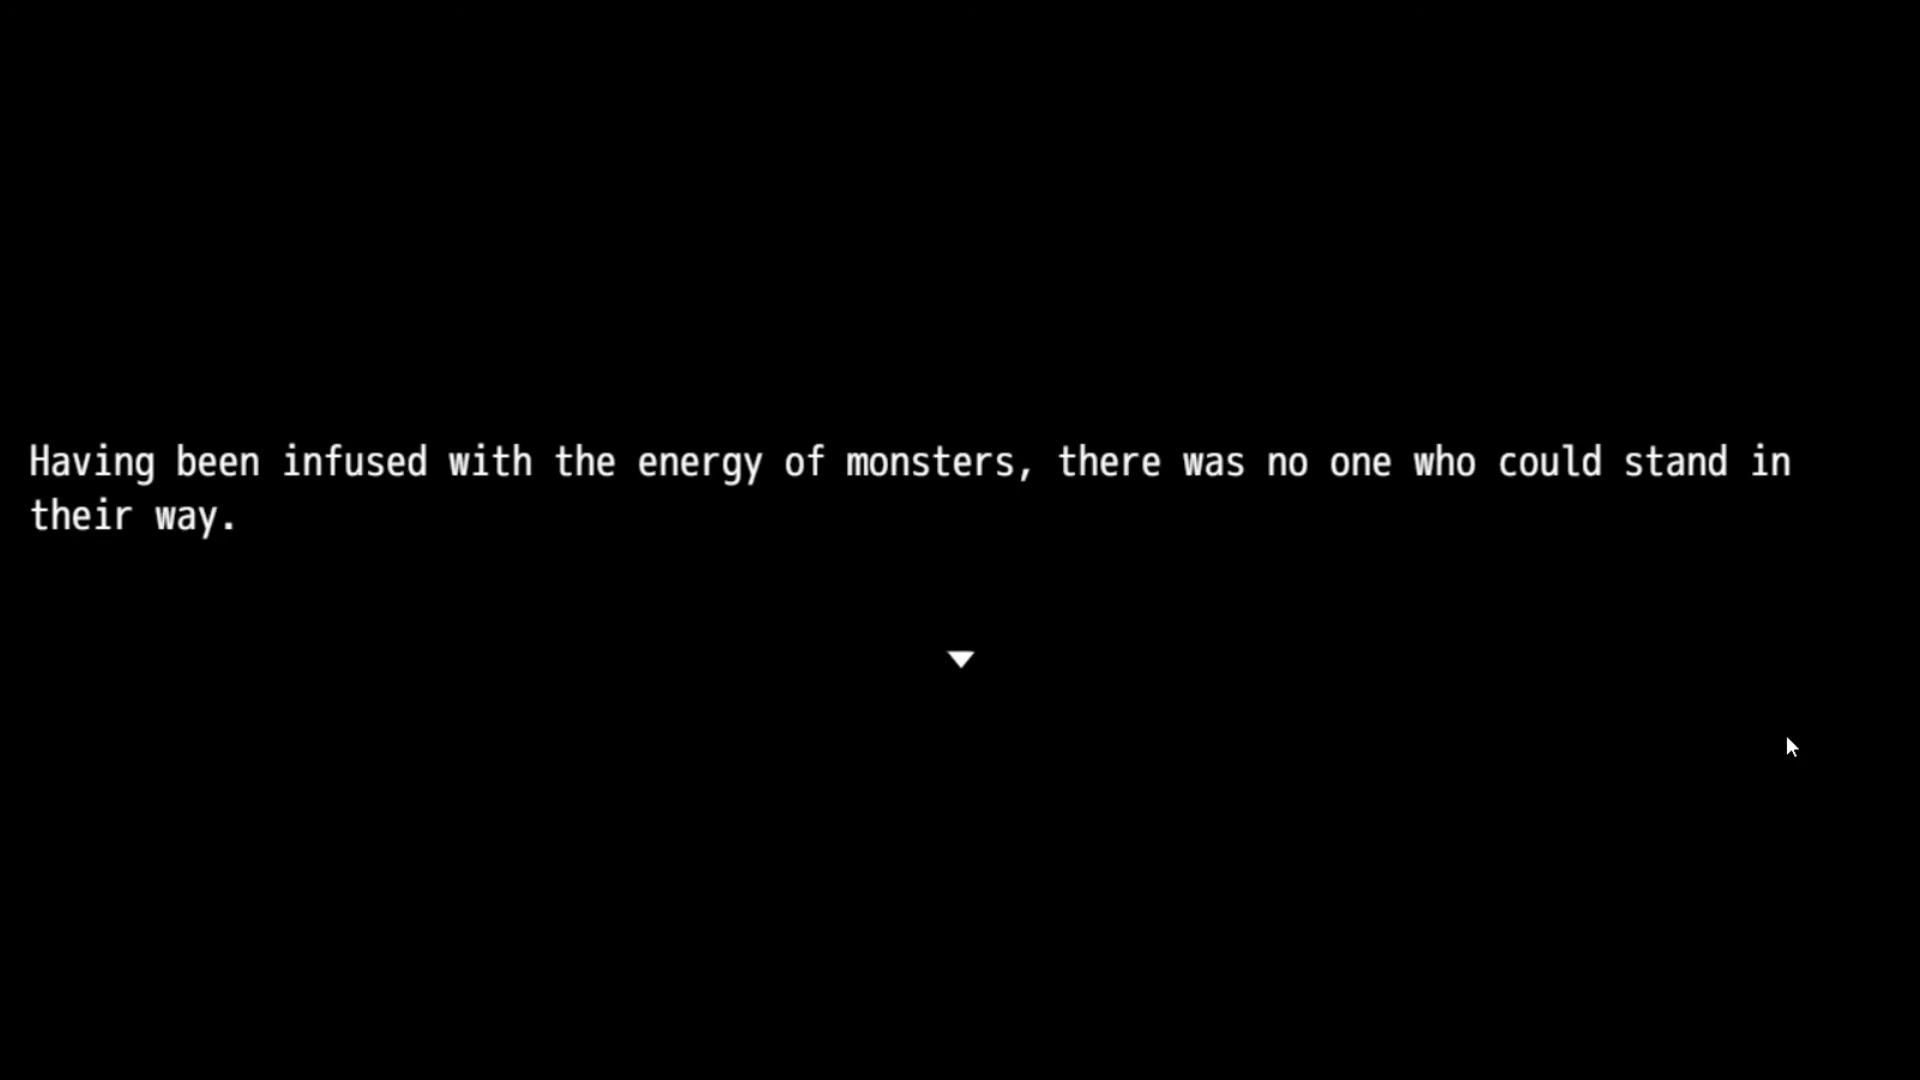 Having been infused with the energy of monsters, there was no one who could stand in
their way.